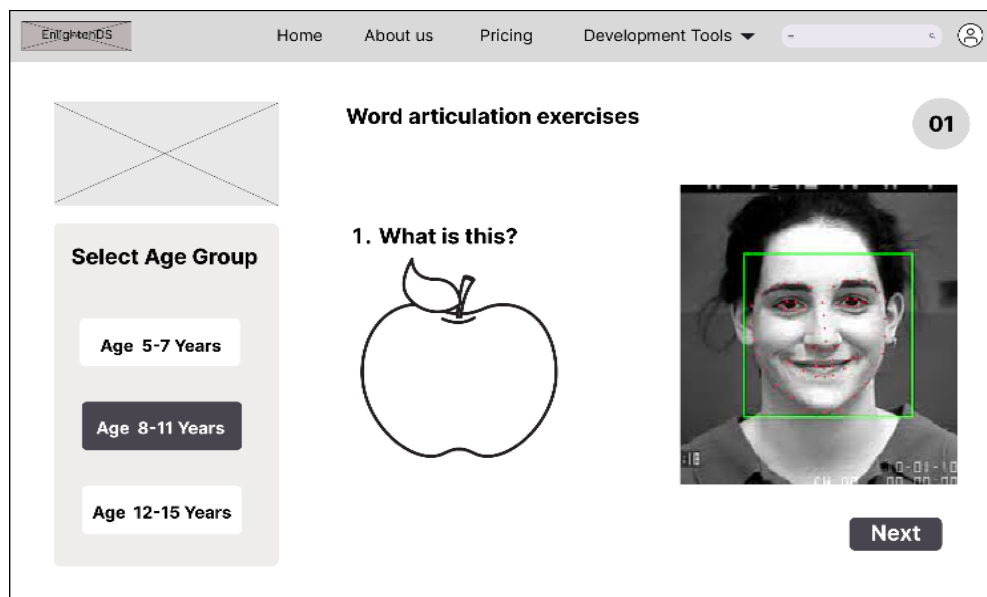 EnlightenDS
Home About us Pricing Development Tools
Word articulation exercises
01
1. What is this?
Select Age Group
Age 5-7 Years
Age 8-11 Years
Age 12-15 Years
Next